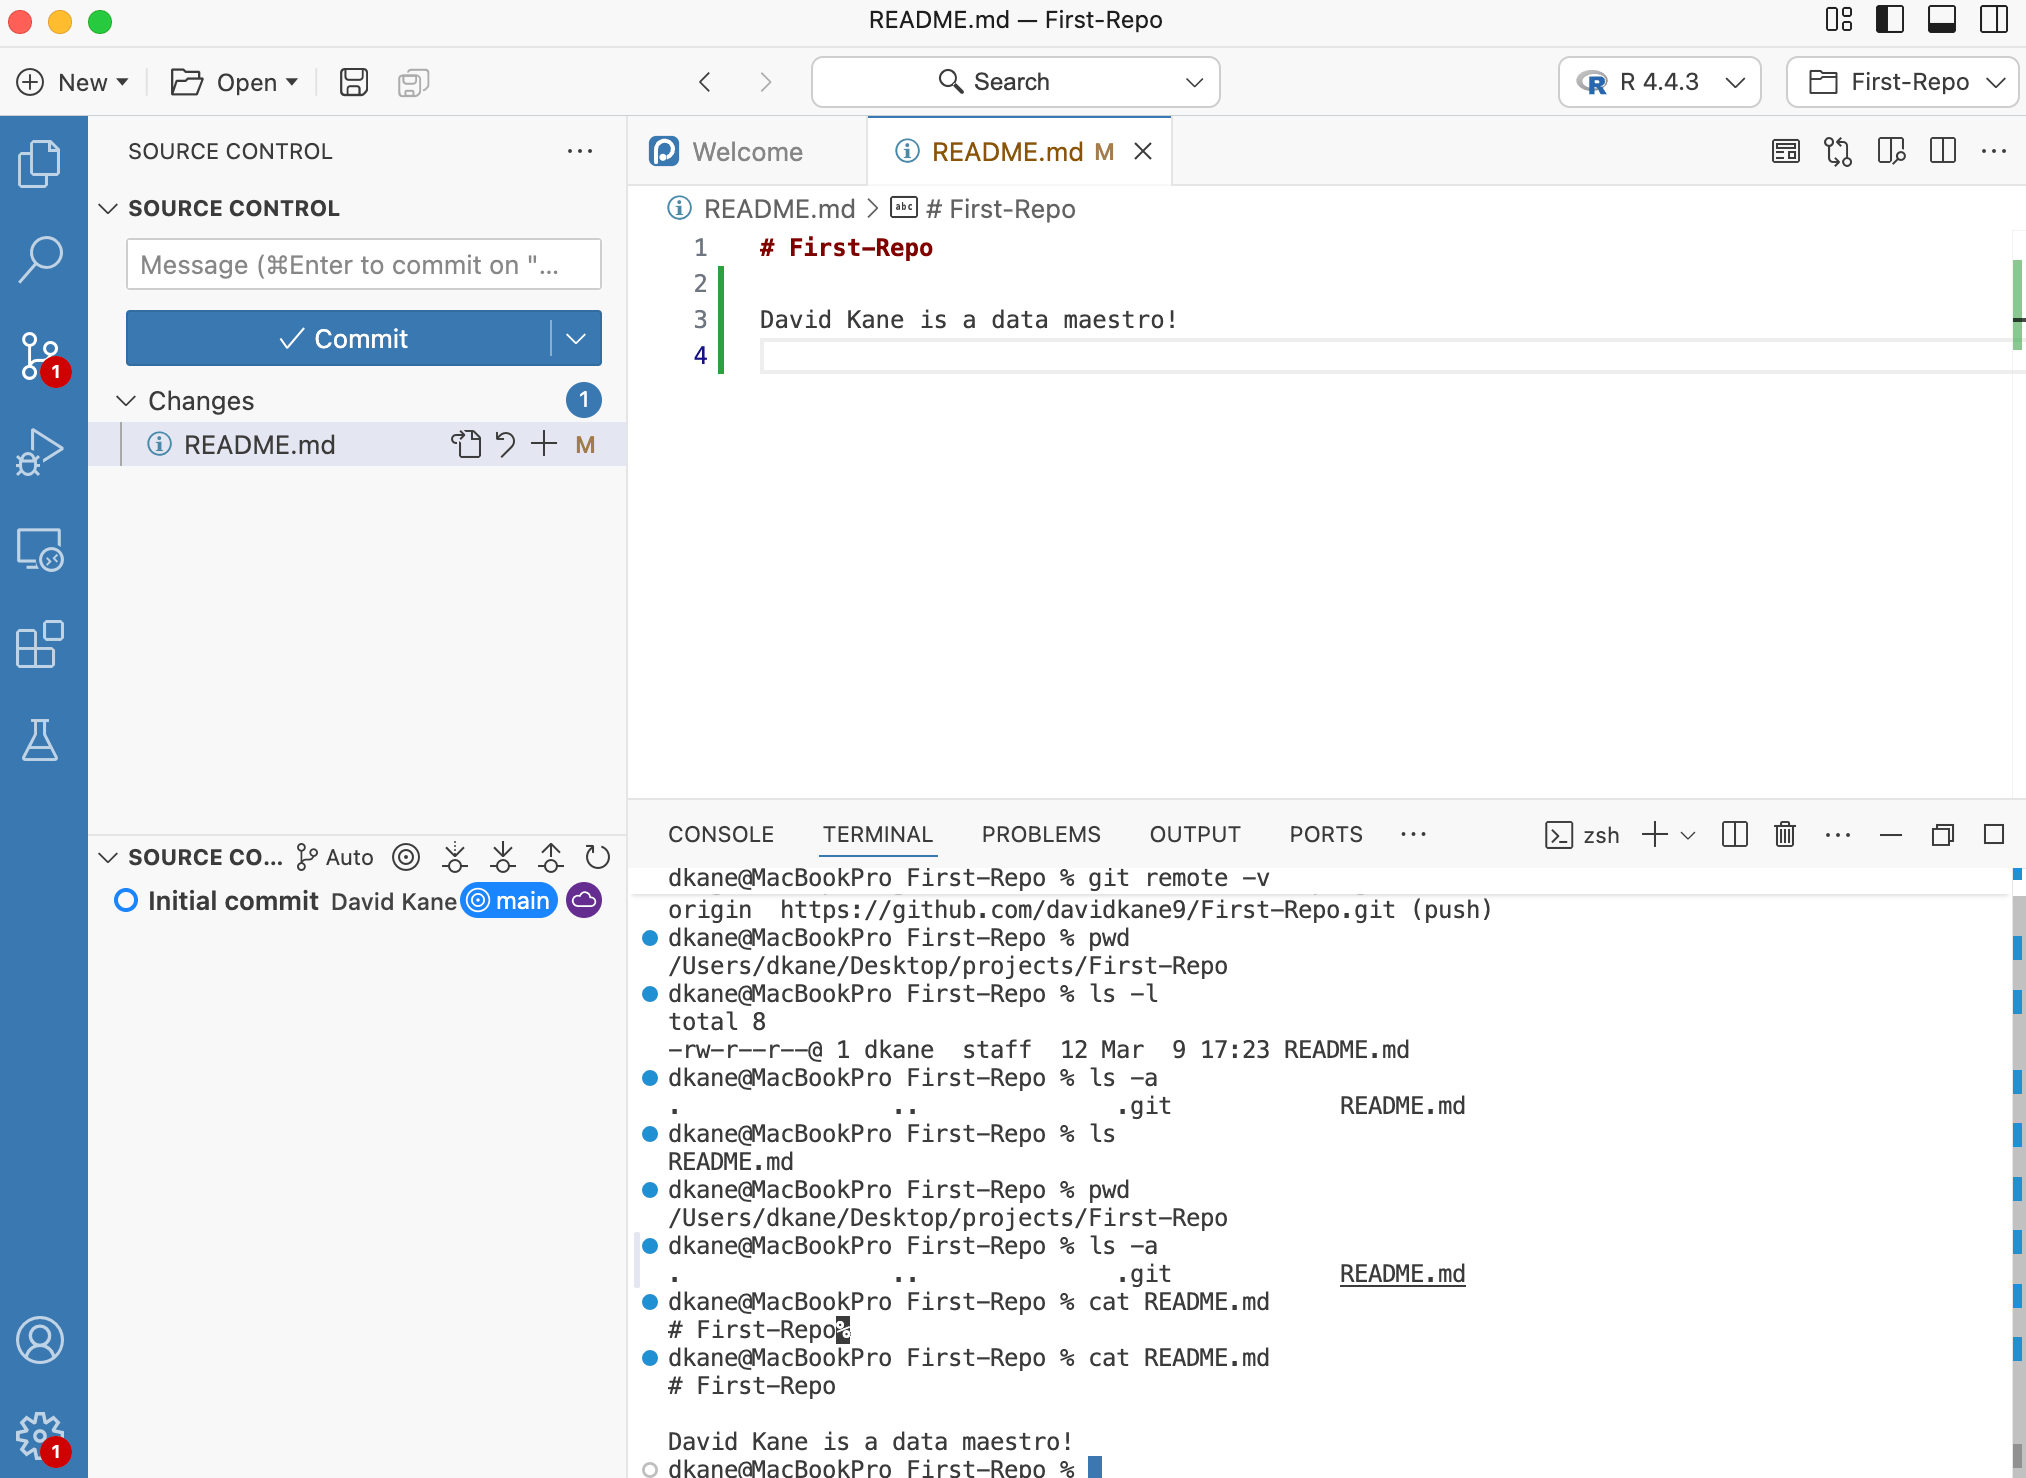 README.md — First-Repo
New
Open
Search
R 4.4.3
First-Repo
SOURCE CONTROL
SOURCE CONTROL
Message (⌘Enter to commit on "...
Commit
Changes 1
README.md M
1
Welcome
README.md M
README.md > abc # First-Repo
1 # First-Repo
2
3 David Kane is a data maestro!
4
SOURCE CO... Auto
Initial commit David Kane main
1
CONSOLE TERMINAL PROBLEMS OUTPUT PORTS ... zsh
dkane@MacBookPro First-Repo % git remote -v
origin  https://github.com/davidkane9/First-Repo.git (push)
dkane@MacBookPro First-Repo % pwd
/Users/dkane/Desktop/projects/First-Repo
dkane@MacBookPro First-Repo % ls -l
total 8
-rw-r--r--@ 1 dkane  staff  12 Mar  9 17:23 README.md
dkane@MacBookPro First-Repo % ls -a
. .. .git README.md
dkane@MacBookPro First-Repo % ls
README.md
dkane@MacBookPro First-Repo % pwd
/Users/dkane/Desktop/projects/First-Repo
dkane@MacBookPro First-Repo % ls -a
. .. .git README.md
dkane@MacBookPro First-Repo % cat README.md
# First-Repo%
dkane@MacBookPro First-Repo % cat README.md
# First-Repo
David Kane is a data maestro!
dkane@MacBookPro First-Repo %